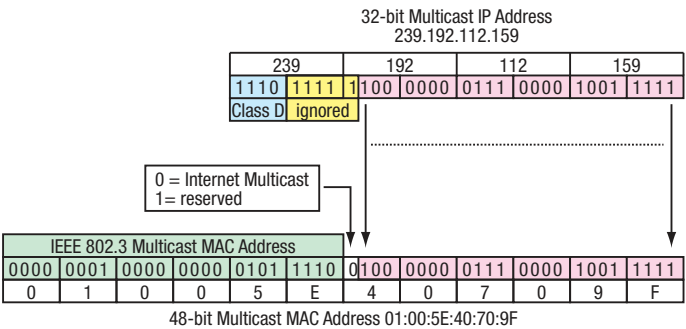 32-bit Multicast IP Address
239.192.112.159
239 192 112 159
1110 1111 1100 0000 0111 0000 1001 1111
Class D ignored
0 = Internet Multicast
1= reserved
IEEE 802.3 Multicast MAC Address
0000 0001 0000 0000 0101 1110 0100 0000 0111 0000 1001 1111
0 1 0 0 5 E 4 0 7 0 9 F
48-bit Multicast MAC Address 01:00:5E:40:70:9F